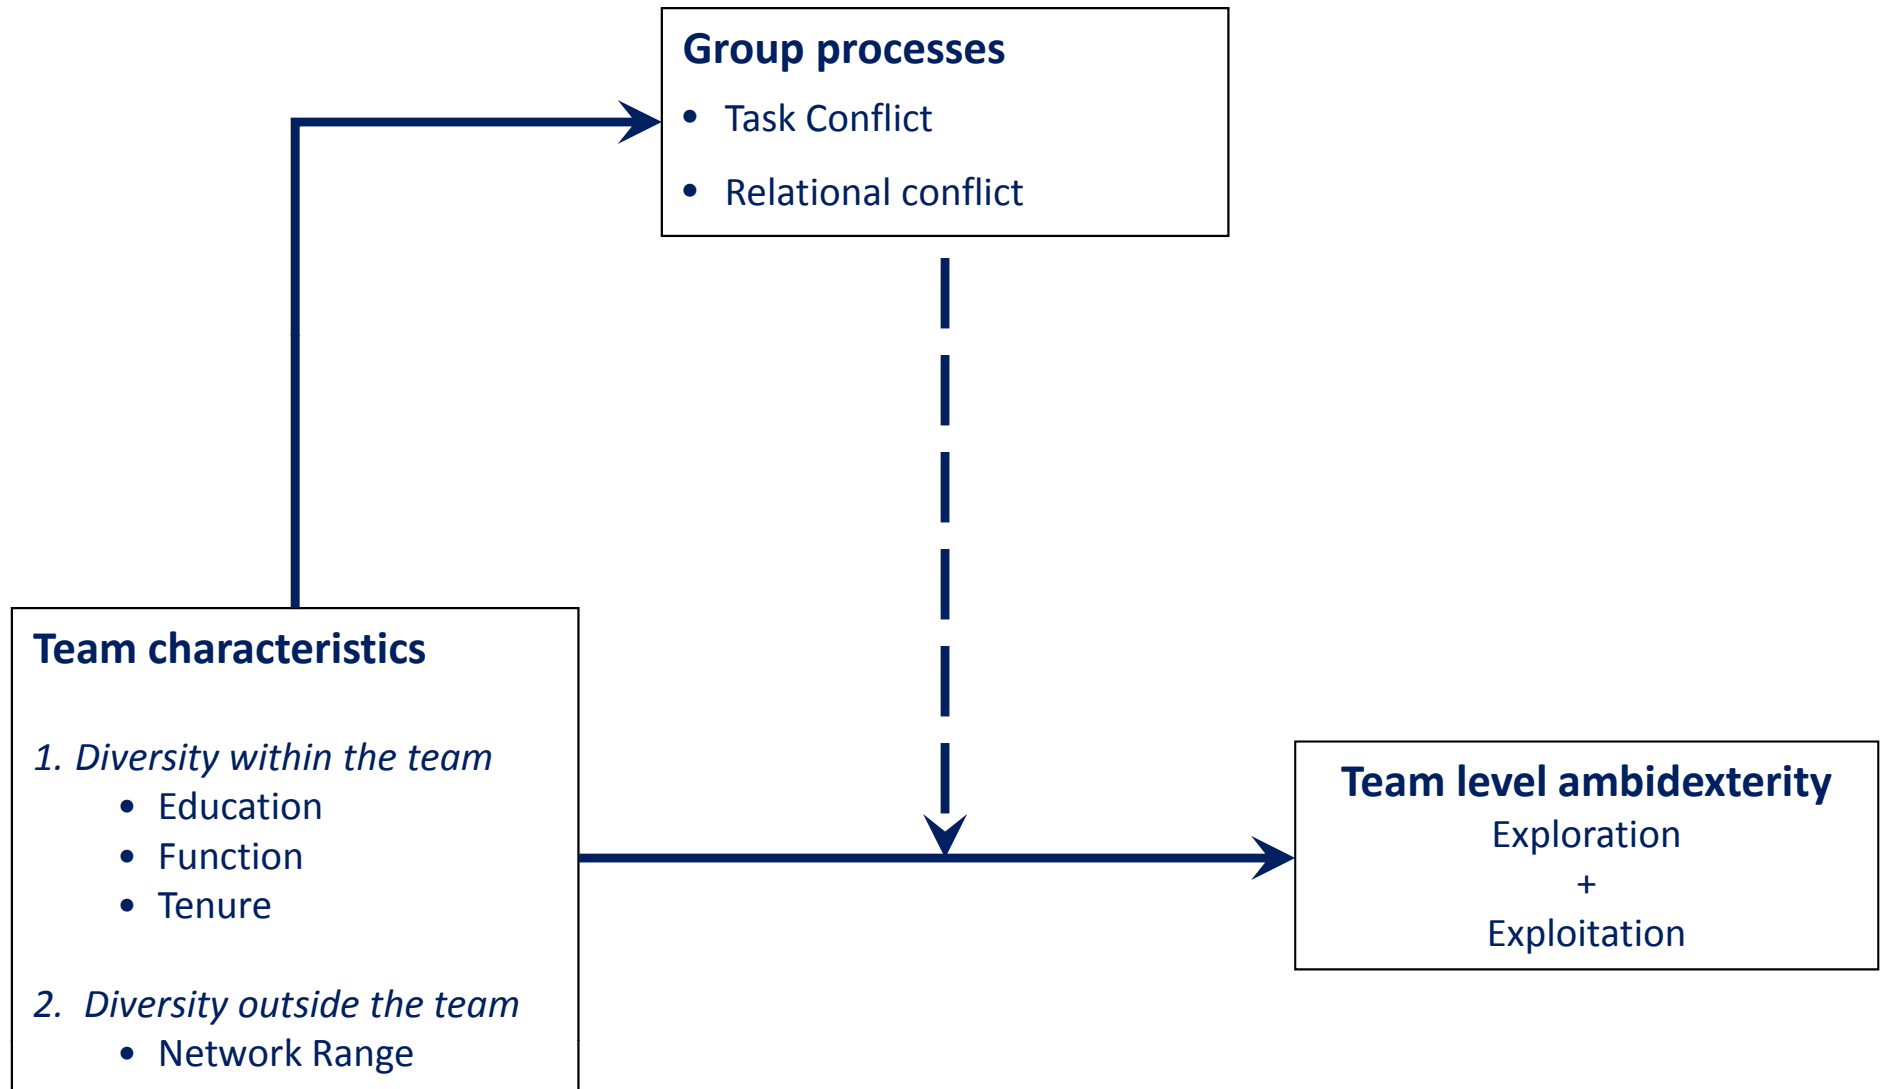 Group processes
• Task Conflict
• Relational conflict
Team characteristics
1. Diversity within the team
• Education
• Function
• Tenure
2. Diversity outside the team
• Network Range
Team level ambidexterity
Exploration
+
Exploitation